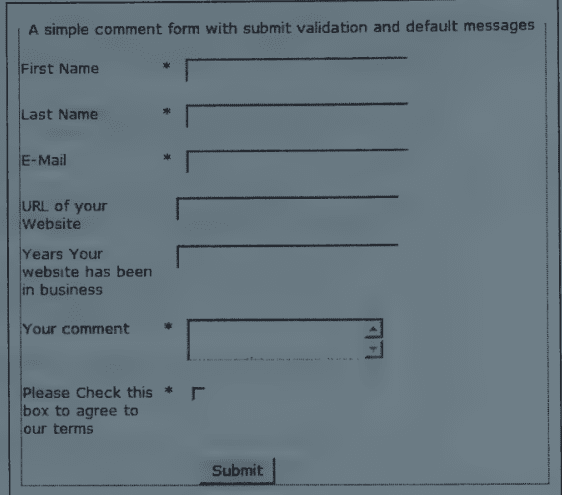 A simple comment form with submit validation and default messages
First Name *
Last Name *
E-Mail *
URL of your
Website
Years Your
website has been
in business
Your comment *
Please Check this *
box to agree to
our terms
Submit